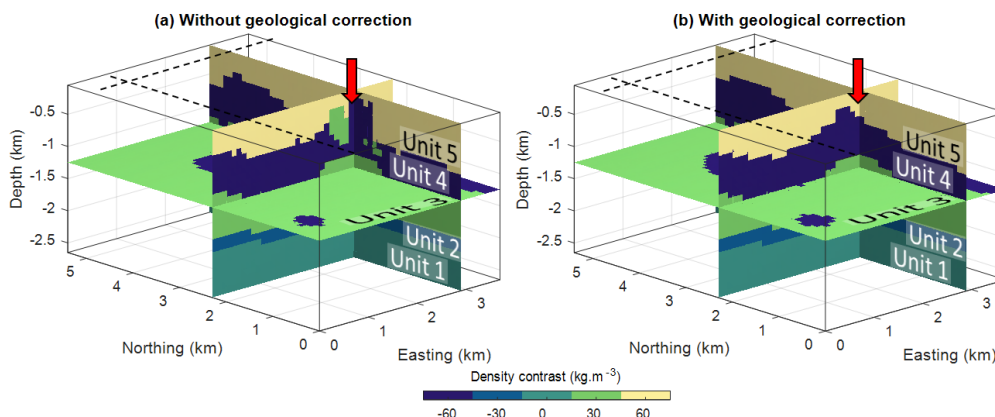 (a) Without geological correction
(b) With geological correction
-0.5
-1
-1.5
-2
-2.5
Depth (km)
Unit 5
Unit 4
Unit 3
Unit 2
Unit 1
5
4
3
2
1
0
Northing (km)
0
1
2
3
Easting (km)
-0.5
-1
-1.5
-2
-2.5
Depth (km)
Unit 5
Unit 4
Unit 3
Unit 2
Unit 1
5
4
3
2
1
0
Northing (km)
0
1
2
3
Easting (km)
Density contrast (kg.m⁻³)
-60 -30 0 30 60